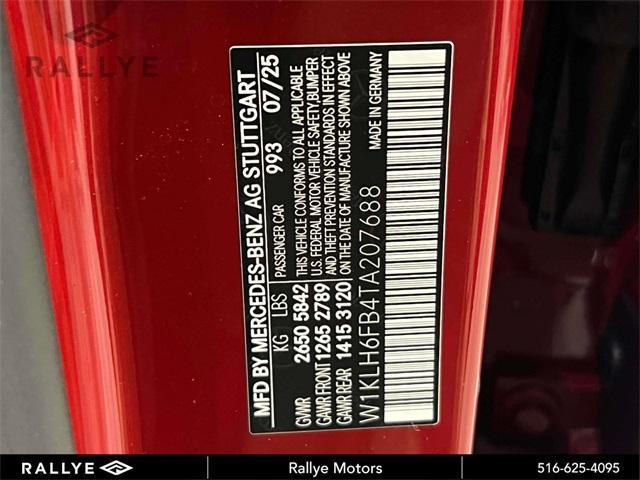 RALLYE
MFD BY MERCEDES-BENZ AG STUTTGART
KG LBS PASSENGER CAR 993 07/25
GVWR 2650 5842
GAWR FRONT 1265 2789
GAWR REAR 1415 3120
THIS VEHICLE CONFORMS TO ALL APPLICABLE
FEDERAL MOTOR VEHICLE SAFETY,BUMPER
AND THEFT PREVENTION STANDARDS IN EFFECT
ON THE DATE OF MANUFACTURE SHOWN ABOVE
W1KLH6FB4TA207688
MADE IN GERMANY
RALLYE
Rallye Motors
516-625-4095